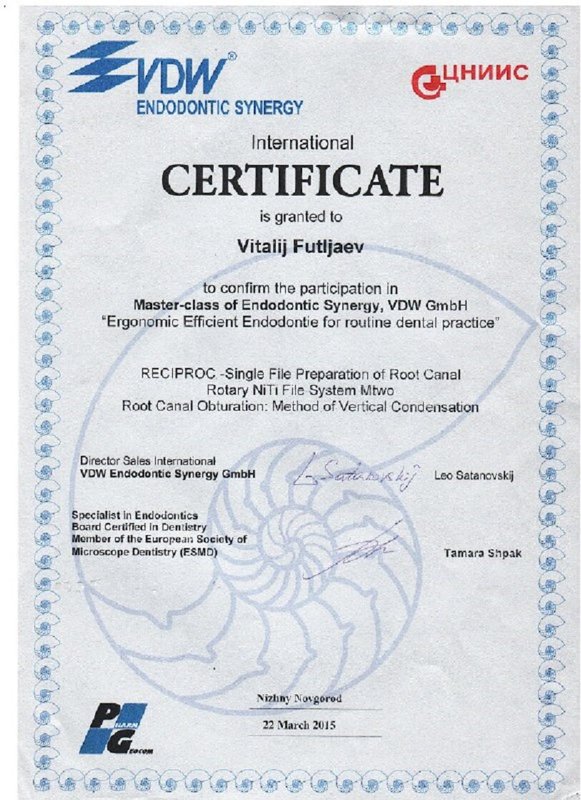 VDW®
ENDODONTIC SYNERGY
ЦНИИС
International
CERTIFICATE
is granted to
Vitalij Futljaev
to confirm the participation in
Master-class of Endodontic Synergy, VDW GmbH
“Ergonomic Efficient Endodontie for routine dental practice”
RECIPROC -Single File Preparation of Root Canal
Rotary NiTi File System Mtwo
Root Canal Obturation: Method of Vertical Condensation
Director Sales International
VDW Endodontic Synergy GmbH
L. Satanovskij
Leo Satanovskij
Specialist in Endodontics
Board Certified in Dentistry
Member of the European Society of
Microscope Dentistry (ESMD)
Tamara Shpak
Nizhny Novgorod
22 March 2015
PHARM
GEOCOM